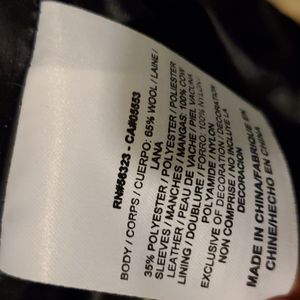 RN#56323 - CA#05553
BODY / CORPS / CUERPO: 65% WOOL / LAINE /
LANA
35% POLYESTER / POLYESTER / POLIESTER
SLEEVES / MANCHES / MANGAS: 100% COW
LEATHER / PEAU DE VACHE / PIEL VACUNA
LINING / DOUBLURE / FORRO: 100% NYLON /
POLYAMIDE / NYLON
EXCLUSIVE OF DECORATION / DECORATION
NON COMPRISE / NO INCLUYE LA
DECORACION
MADE IN CHINA/FABRIQUE EN
CHINE/HECHO EN CHINA